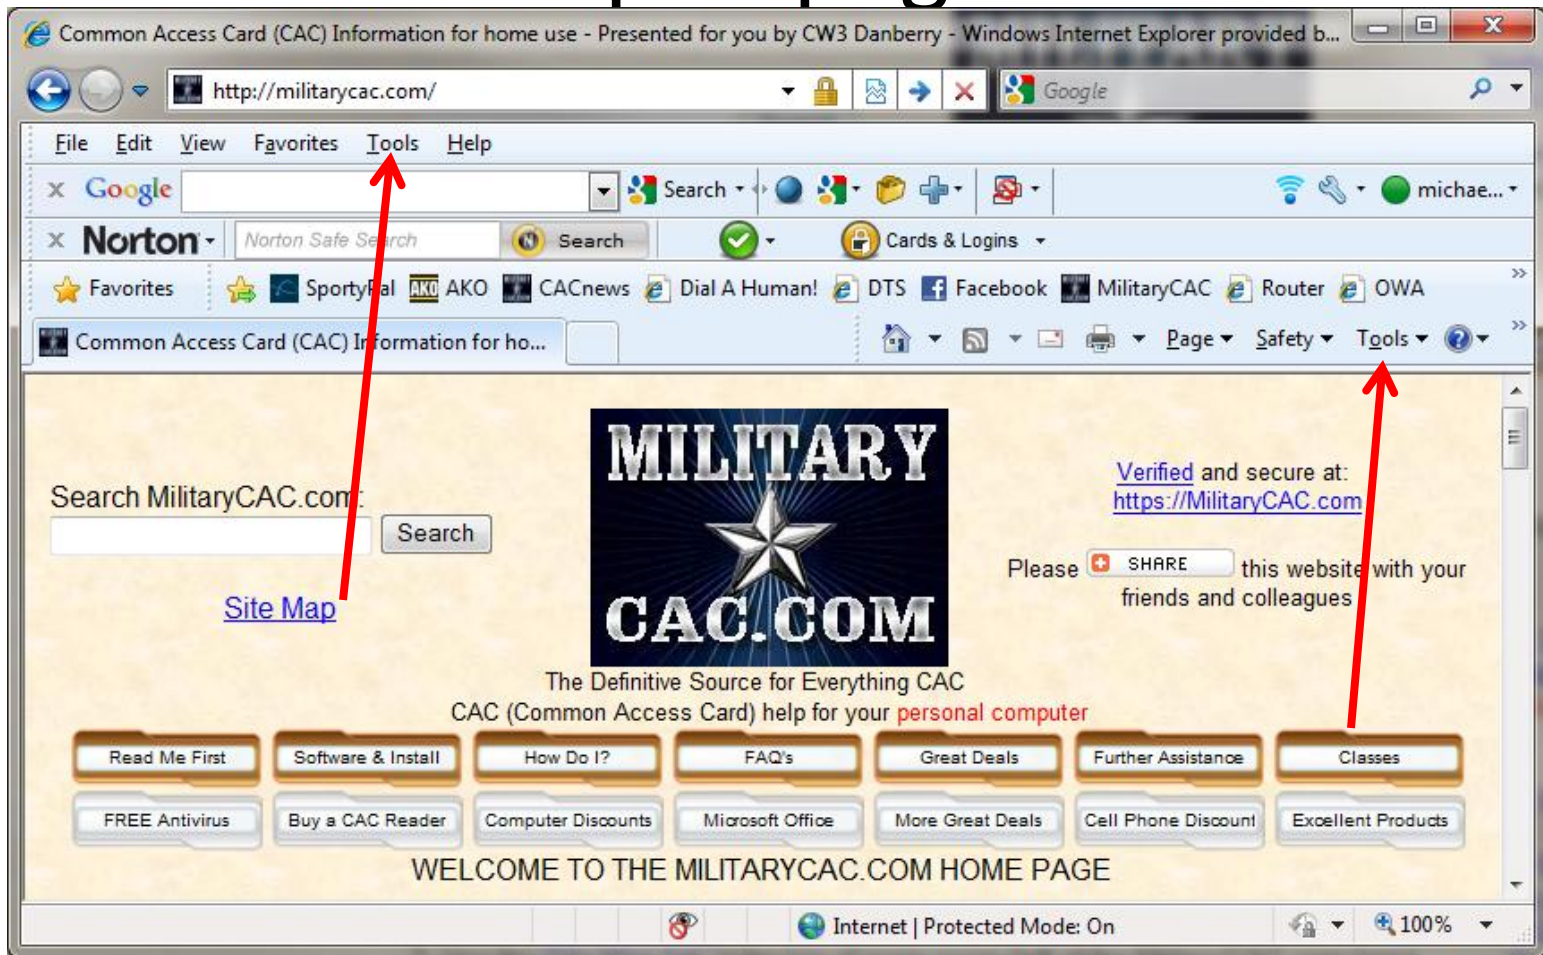 Common Access Card (CAC) Information for home use - Presented for you by CW3 Danberry - Windows Internet Explorer provided b...
http://militarycac.com/ Google
File Edit View Favorites Tools Help
x Google Search michae...
x Norton Norton Safe Search Search Cards & Logins
Favorites SportyPal AKO AKO CACnews Dial A Human! DTS Facebook MilitaryCAC Router OWA
Common Access Card (CAC) Information for ho... Page Safety Tools
MILITARY
Verified and secure at:
Search MilitaryCAC.com: https://MilitaryCAC.com
Search
Please SHARE this website with your
Site Map friends and colleagues
CAC.COM
The Definitive Source for Everything CAC
CAC (Common Access Card) help for your personal computer
Read Me First Software & Install How Do I? FAQ's Great Deals Further Assistance Classes
FREE Antivirus Buy a CAC Reader Computer Discounts Microsoft Office More Great Deals Cell Phone Discount Excellent Products
WELCOME TO THE MILITARYCAC.COM HOME PAGE
Internet | Protected Mode: On 100%